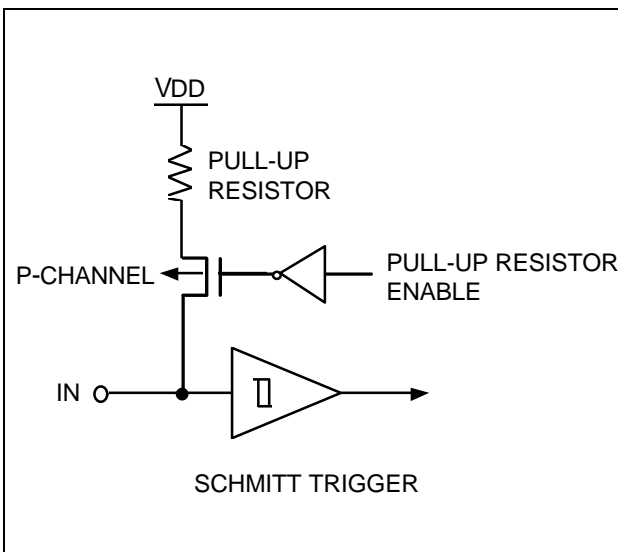 VDD
PULL-UP
RESISTOR
P-CHANNEL
PULL-UP RESISTOR
ENABLE
IN
SCHMITT TRIGGER